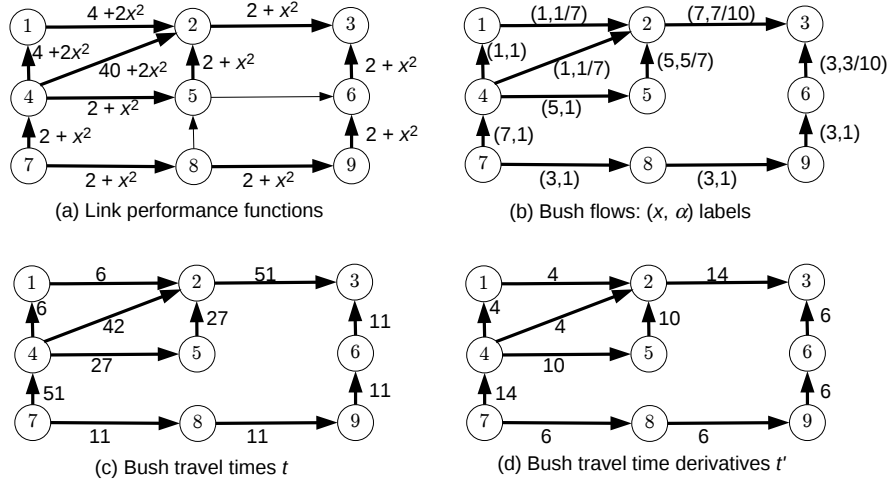 1 4 +2x² 2 2 + x² 3
4 +2x² 40 +2x² 2 + x² 2 + x²
4 2 + x² 5 6
2 + x² 2 + x²
7 2 + x² 8 2 + x² 9
(a) Link performance functions
1 (1,1/7) 2 (7,7/10) 3
(1,1) (1,1/7) (5,5/7) (3,3/10)
4 (5,1) 5 6
(7,1) (3,1)
7 (3,1) 8 (3,1) 9
(b) Bush flows: (x, α) labels
1 6 2 51 3
6 42 27 11
4 27 5 6
51 11
7 11 8 11 9
(c) Bush travel times t
1 4 2 14 3
4 4 10 6
4 10 5 6
14 6
7 6 8 6 9
(d) Bush travel time derivatives t'